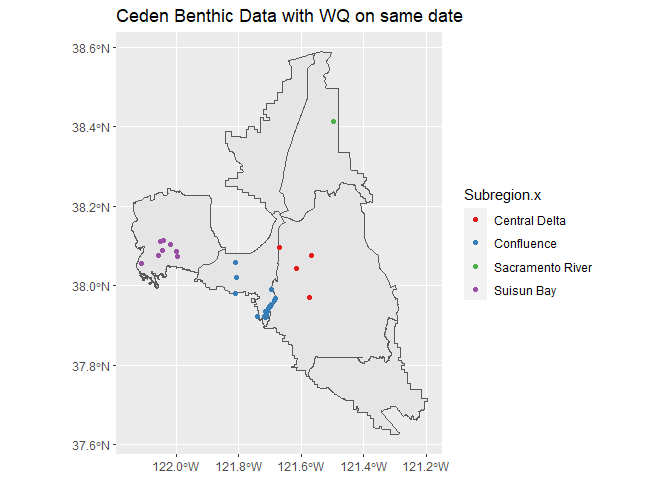 Ceden Benthic Data with WQ on same date
38.6°N
38.4°N
38.2°N
38.0°N
37.8°N
37.6°N
122.0°W 121.8°W 121.6°W 121.4°W 121.2°W
Subregion.x
Central Delta
Confluence
Sacramento River
Suisun Bay